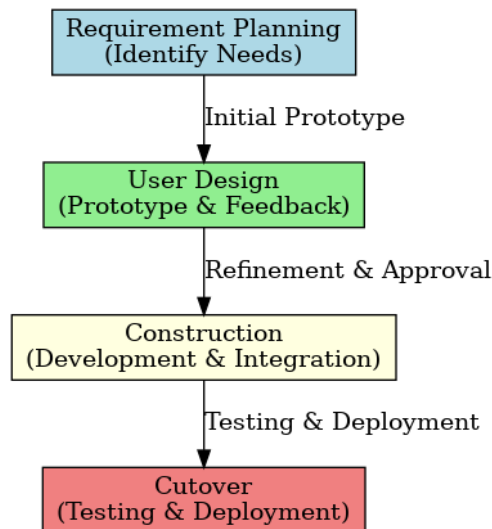 Requirement Planning
(Identify Needs)
Initial Prototype
User Design
(Prototype & Feedback)
Refinement & Approval
Construction
(Development & Integration)
Testing & Deployment
Cutover
(Testing & Deployment)